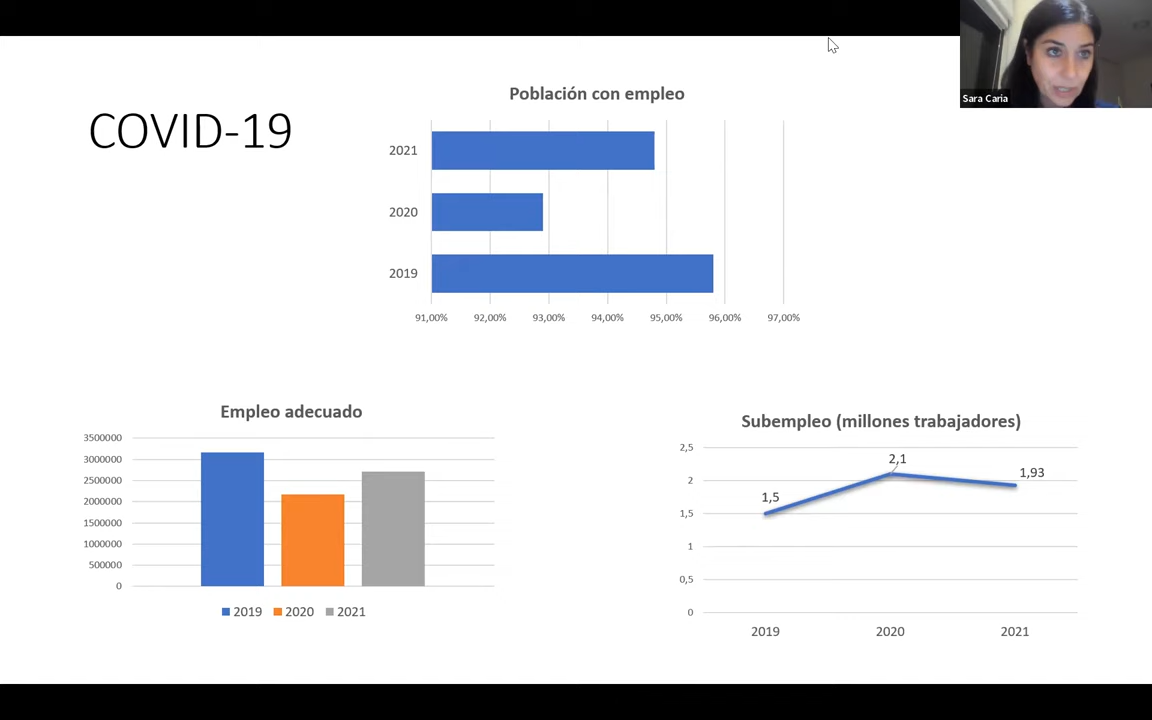 Sara Caria
COVID-19
Población con empleo
2021
2020
2019
91,00% 92,00% 93,00% 94,00% 95,00% 96,00% 97,00%
Empleo adecuado
3500000
3000000
2500000
2000000
1500000
1000000
500000
0
2019 2020 2021
Subempleo (millones trabajadores)
2,5
2
1,5
1
0,5
0
1,5
2,1
1,93
2019 2020 2021